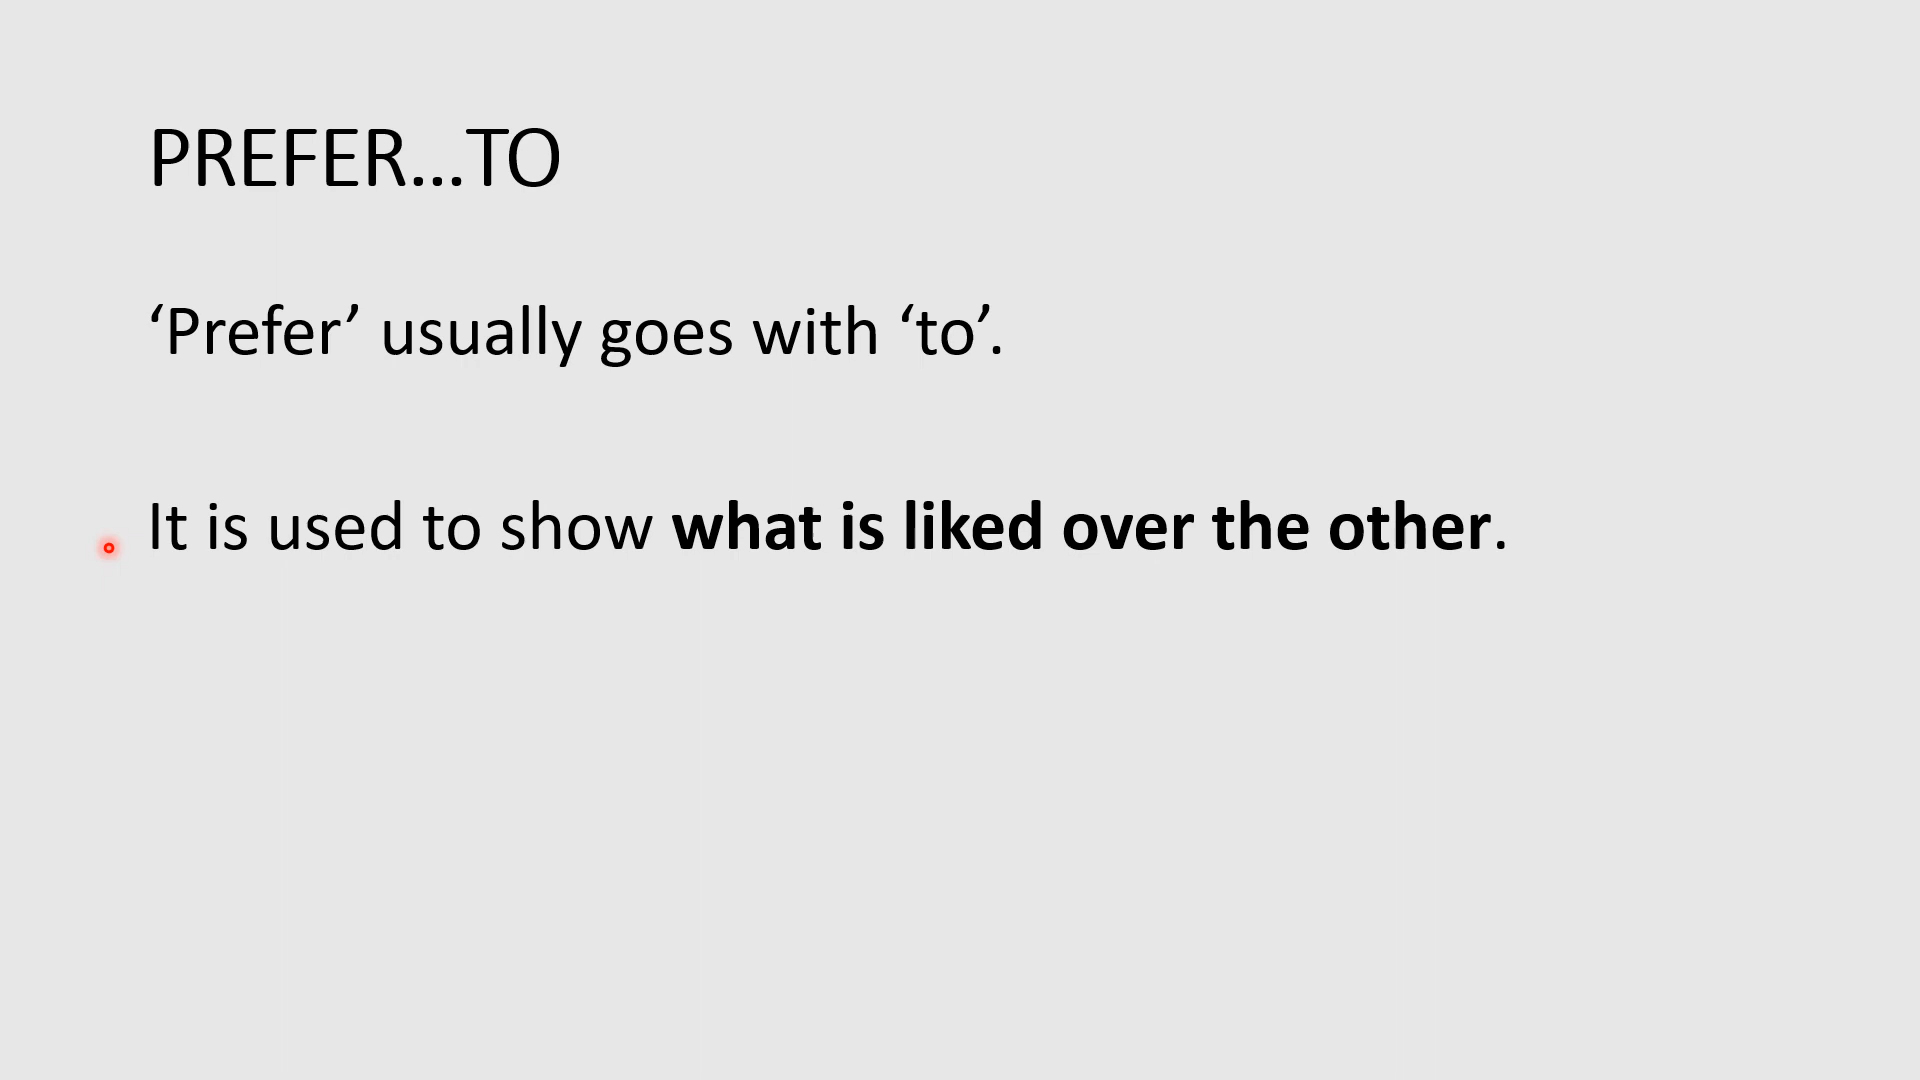 PREFER...TO
‘Prefer’ usually goes with ‘to’.
It is used to show what is liked over the other.